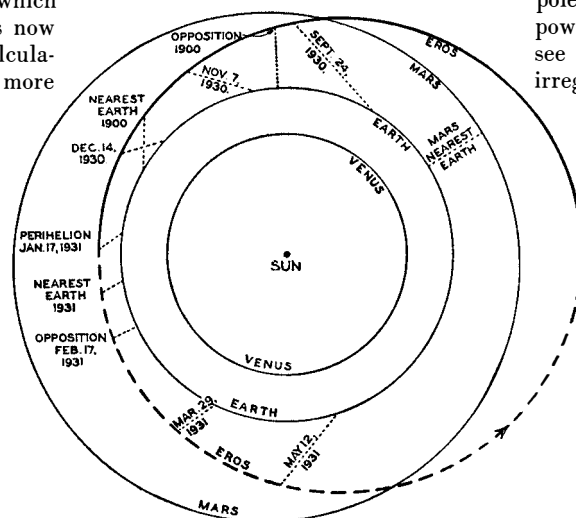 which
s now
lcula-
more
pole
pow
see
irreg
OPPOSITION
1900
SEPT. 24,
1930.
EROS
MARS
NOV. 7,
1930.
NEAREST
EARTH
1900
EARTH
MARS
NEAREST
EARTH
DEC. 14,
1930
VENUS
PERIHELION
JAN. 17, 1931
SUN
NEAREST
EARTH
1931
OPPOSITION
FEB. 17,
1931
VENUS
EARTH
MAR. 29,
1931
EROS
MAY 12,
1931
MARS